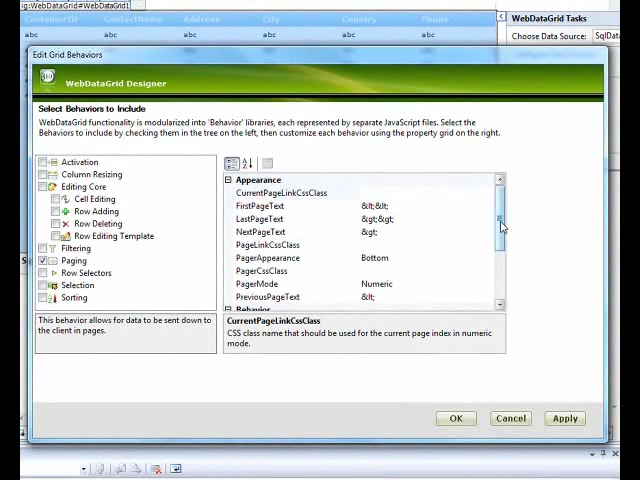 ig:WebDataGrid#WebDataGrid1
CustomerID ContactName Address City Country Phone
abc abc abc abc abc abc
WebDataGrid Tasks
Choose Data Source: SqlDa
Edit Grid Behaviors
WebDataGrid Designer
Select Behaviors to Include
WebDataGrid functionality is modularized into 'Behavior' libraries, each represented by separate JavaScript files. Select the
Behaviors to include by checking them in the tree on the left, then customize each behavior using the property grid on the right.
Activation
Column Resizing
Editing Core
Cell Editing
Row Adding
Row Deleting
Row Editing Template
Filtering
Paging
Row Selectors
Selection
Sorting
This behavior allows for data to be sent down to
the client in pages.
Appearance
CurrentPageLinkCssClass
FirstPageText &lt;&lt;
LastPageText &gt;&gt;
NextPageText &gt;
PageLinkCssClass
PagerAppearance Bottom
PagerCssClass
PagerMode Numeric
PreviousPageText &lt;
Behavior
CurrentPageLinkCssClass
CSS class name that should be used for the current page index in numeric
mode.
OK Cancel Apply